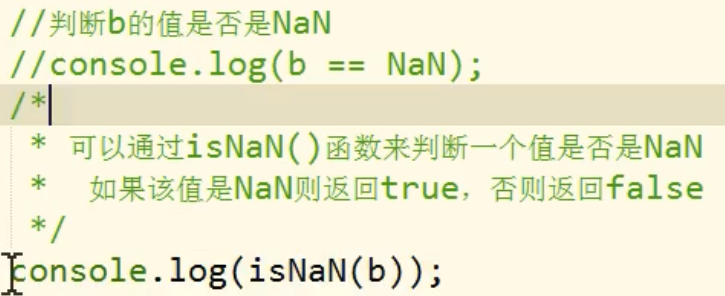 //判断b的值是否是NaN
//console.log(b == NaN);
/*
* 可以通过isNaN()函数来判断一个值是否是NaN
* 如果该值是NaN则返回true，否则返回false
*/
console.log(isNaN(b));